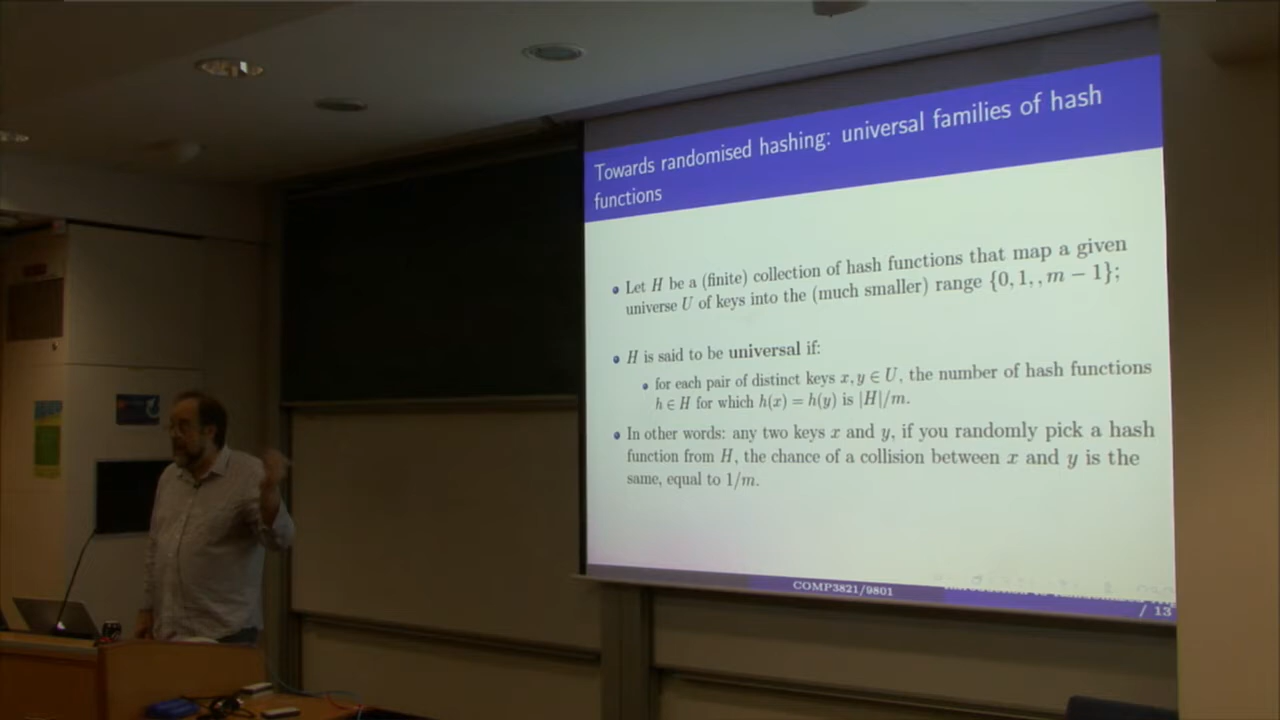 Towards randomised hashing: universal families of hash
functions
Let H be a (finite) collection of hash functions that map a given
universe U of keys into the (much smaller) range {0, 1, , m − 1};
H is said to be universal if:
for each pair of distinct keys x, y ∈ U, the number of hash functions
h ∈ H for which h(x) = h(y) is |H|/m.
In other words: any two keys x and y, if you randomly pick a hash
function from H, the chance of a collision between x and y is the
same, equal to 1/m.
COMP3821/9801
/ 13